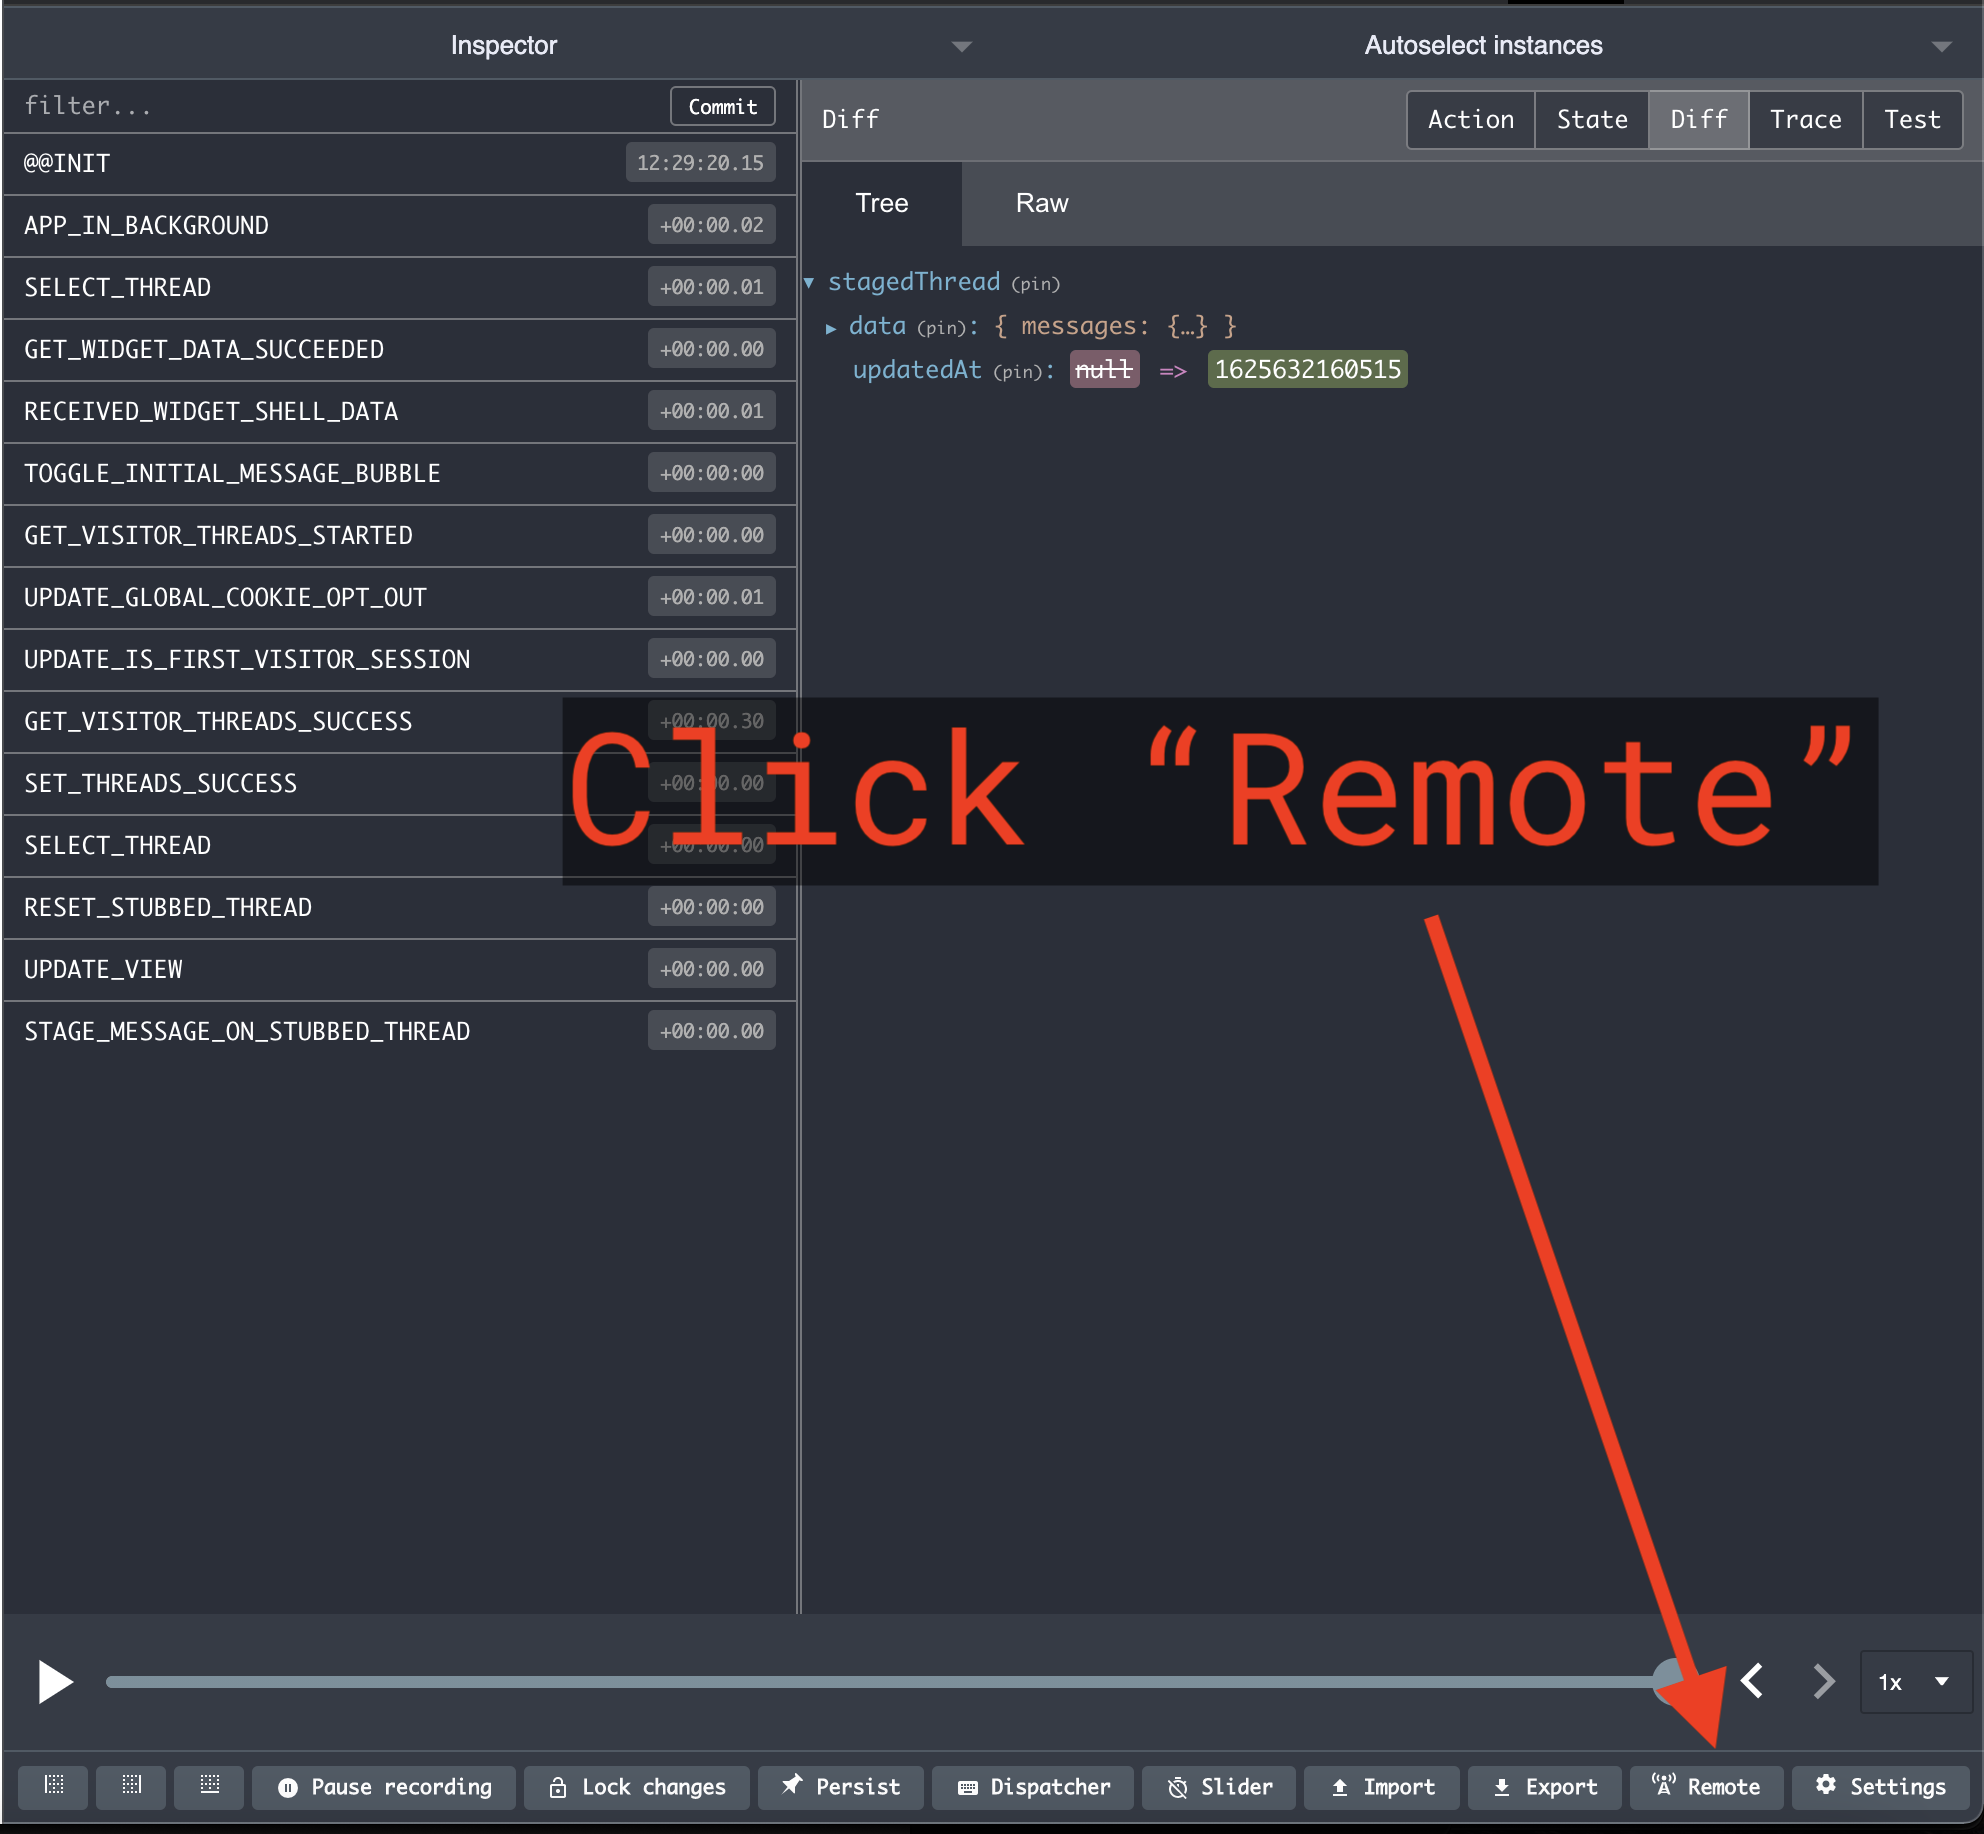 Inspector
Autoselect instances
filter...
Commit
Diff
Action
State
Diff
Trace
Test
@@INIT 12:29:20.15
APP_IN_BACKGROUND +00:00.02
SELECT_THREAD +00:00.01
GET_WIDGET_DATA_SUCCEEDED +00:00.00
RECEIVED_WIDGET_SHELL_DATA +00:00.01
TOGGLE_INITIAL_MESSAGE_BUBBLE +00:00:00
GET_VISITOR_THREADS_STARTED +00:00.00
UPDATE_GLOBAL_COOKIE_OPT_OUT +00:00.01
UPDATE_IS_FIRST_VISITOR_SESSION +00:00.00
GET_VISITOR_THREADS_SUCCESS +00:00.30
SET_THREADS_SUCCESS +00:00.00
SELECT_THREAD +00:00.00
RESET_STUBBED_THREAD +00:00:00
UPDATE_VIEW +00:00.00
STAGE_MESSAGE_ON_STUBBED_THREAD +00:00.00
Tree
Raw
stagedThread (pin)
data (pin): { messages: {…} }
updatedAt (pin): null => 1625632160515
Click “Remote”
1x
Pause recording
Lock changes
Persist
Dispatcher
Slider
Import
Export
Remote
Settings